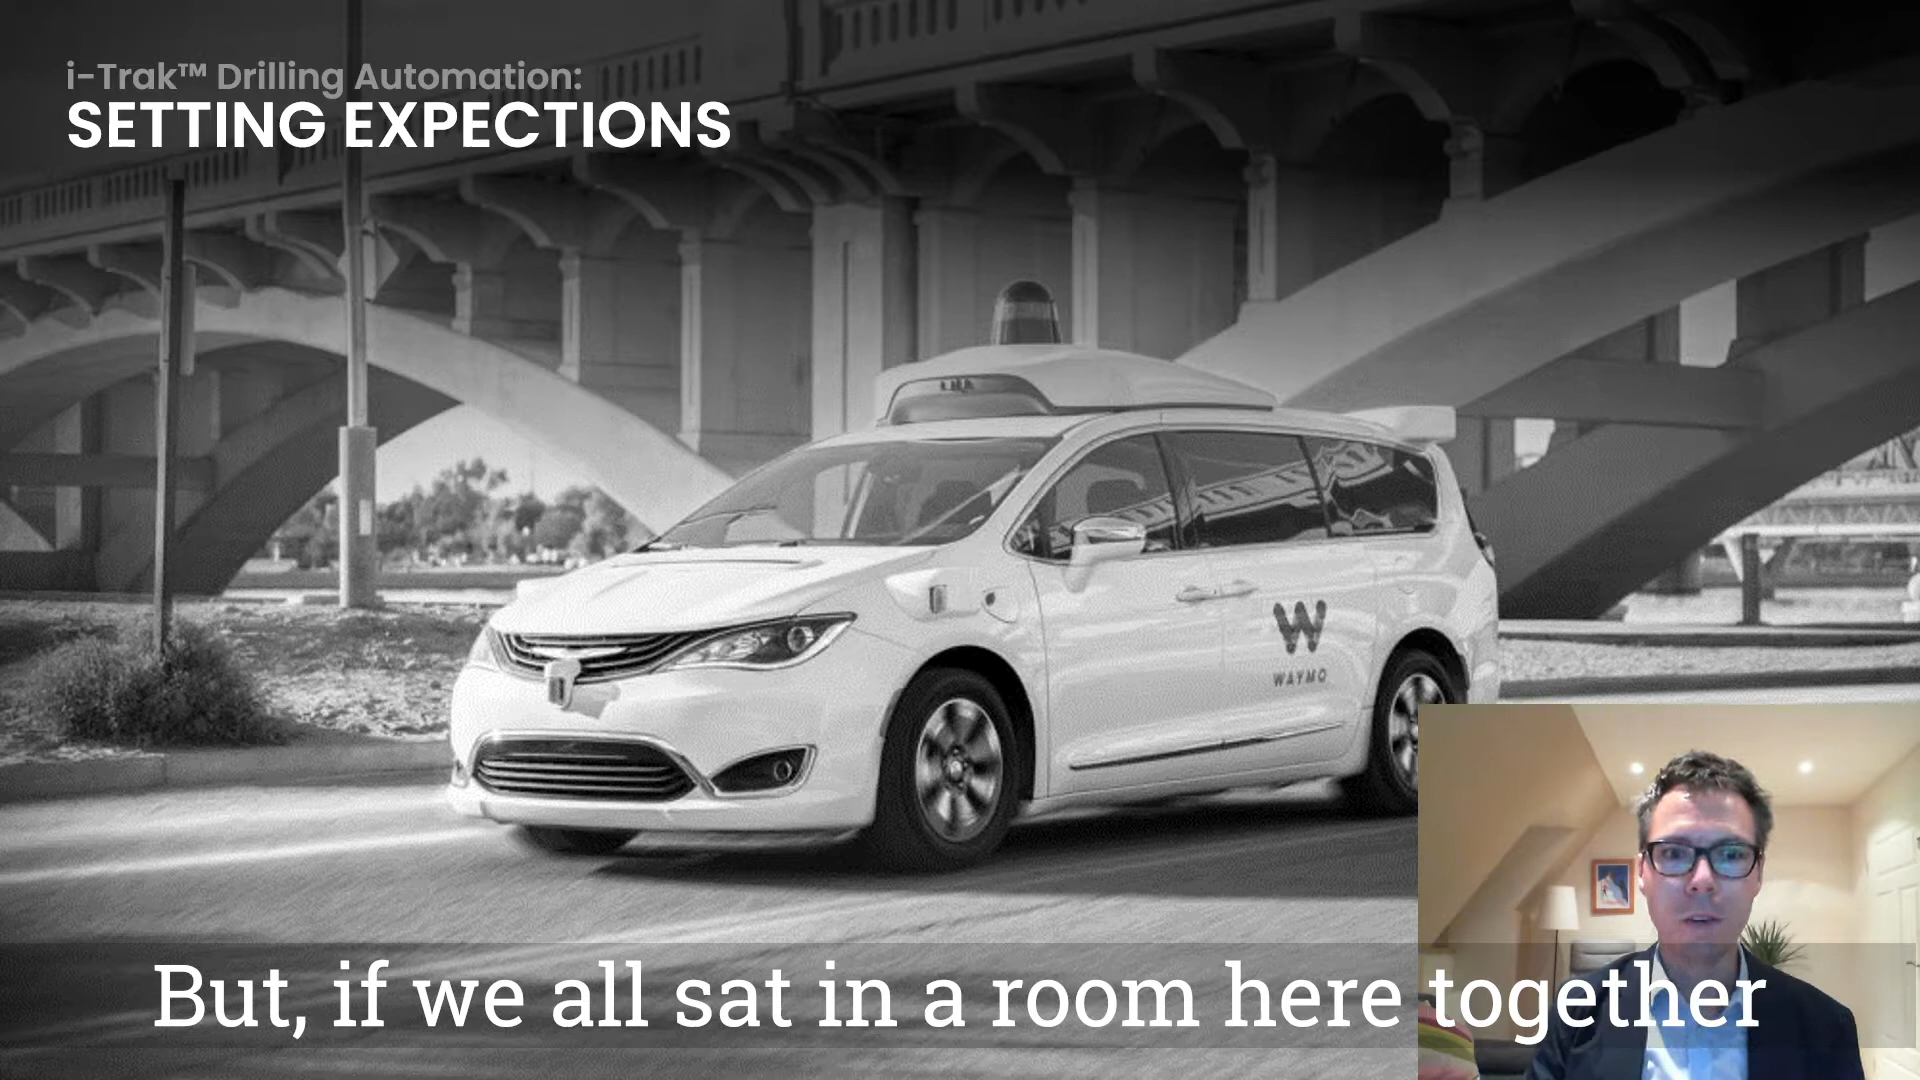 i-Trak™ Drilling Automation:
SETTING EXPECTIONS
W
WAYMO
But, if we all sat in a room here together